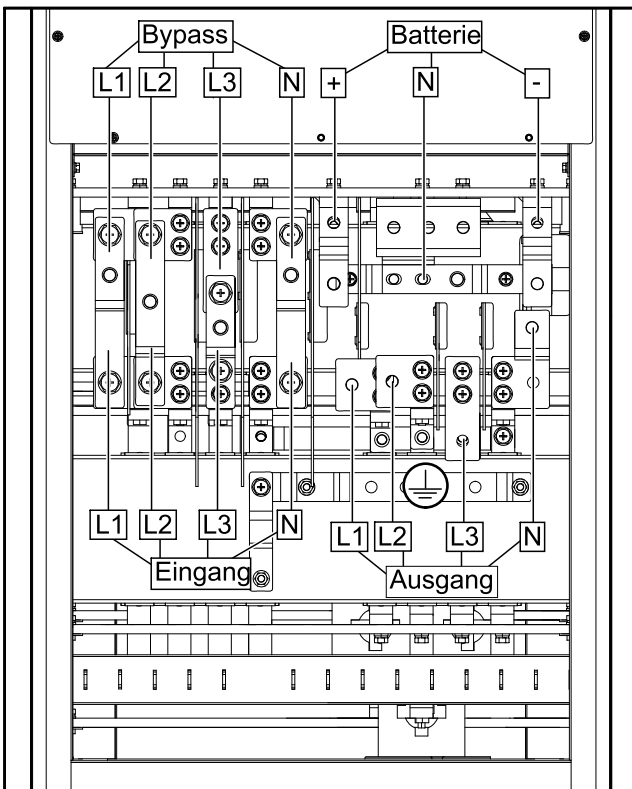 Bypass Batterie
L1 L2 L3 N + N -
L1 L2 L3 N L1 L2 L3 N
Eingang Ausgang